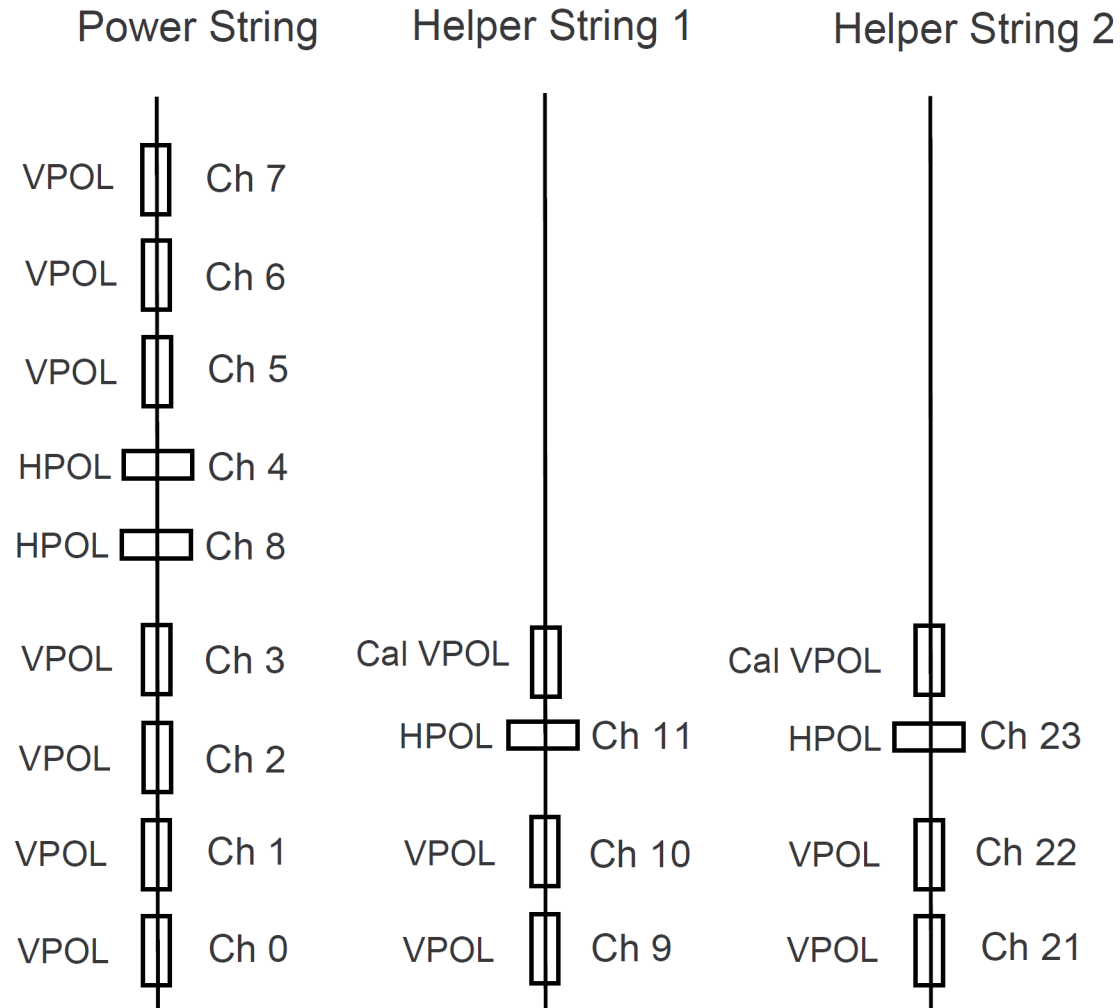 Power String Helper String 1 Helper String 2
VPOL Ch 7
VPOL Ch 6
VPOL Ch 5
HPOL Ch 4
HPOL Ch 8
VPOL Ch 3 Cal VPOL Cal VPOL
VPOL Ch 2 HPOL Ch 11 HPOL Ch 23
VPOL Ch 1 VPOL Ch 10 VPOL Ch 22
VPOL Ch 0 VPOL Ch 9 VPOL Ch 21